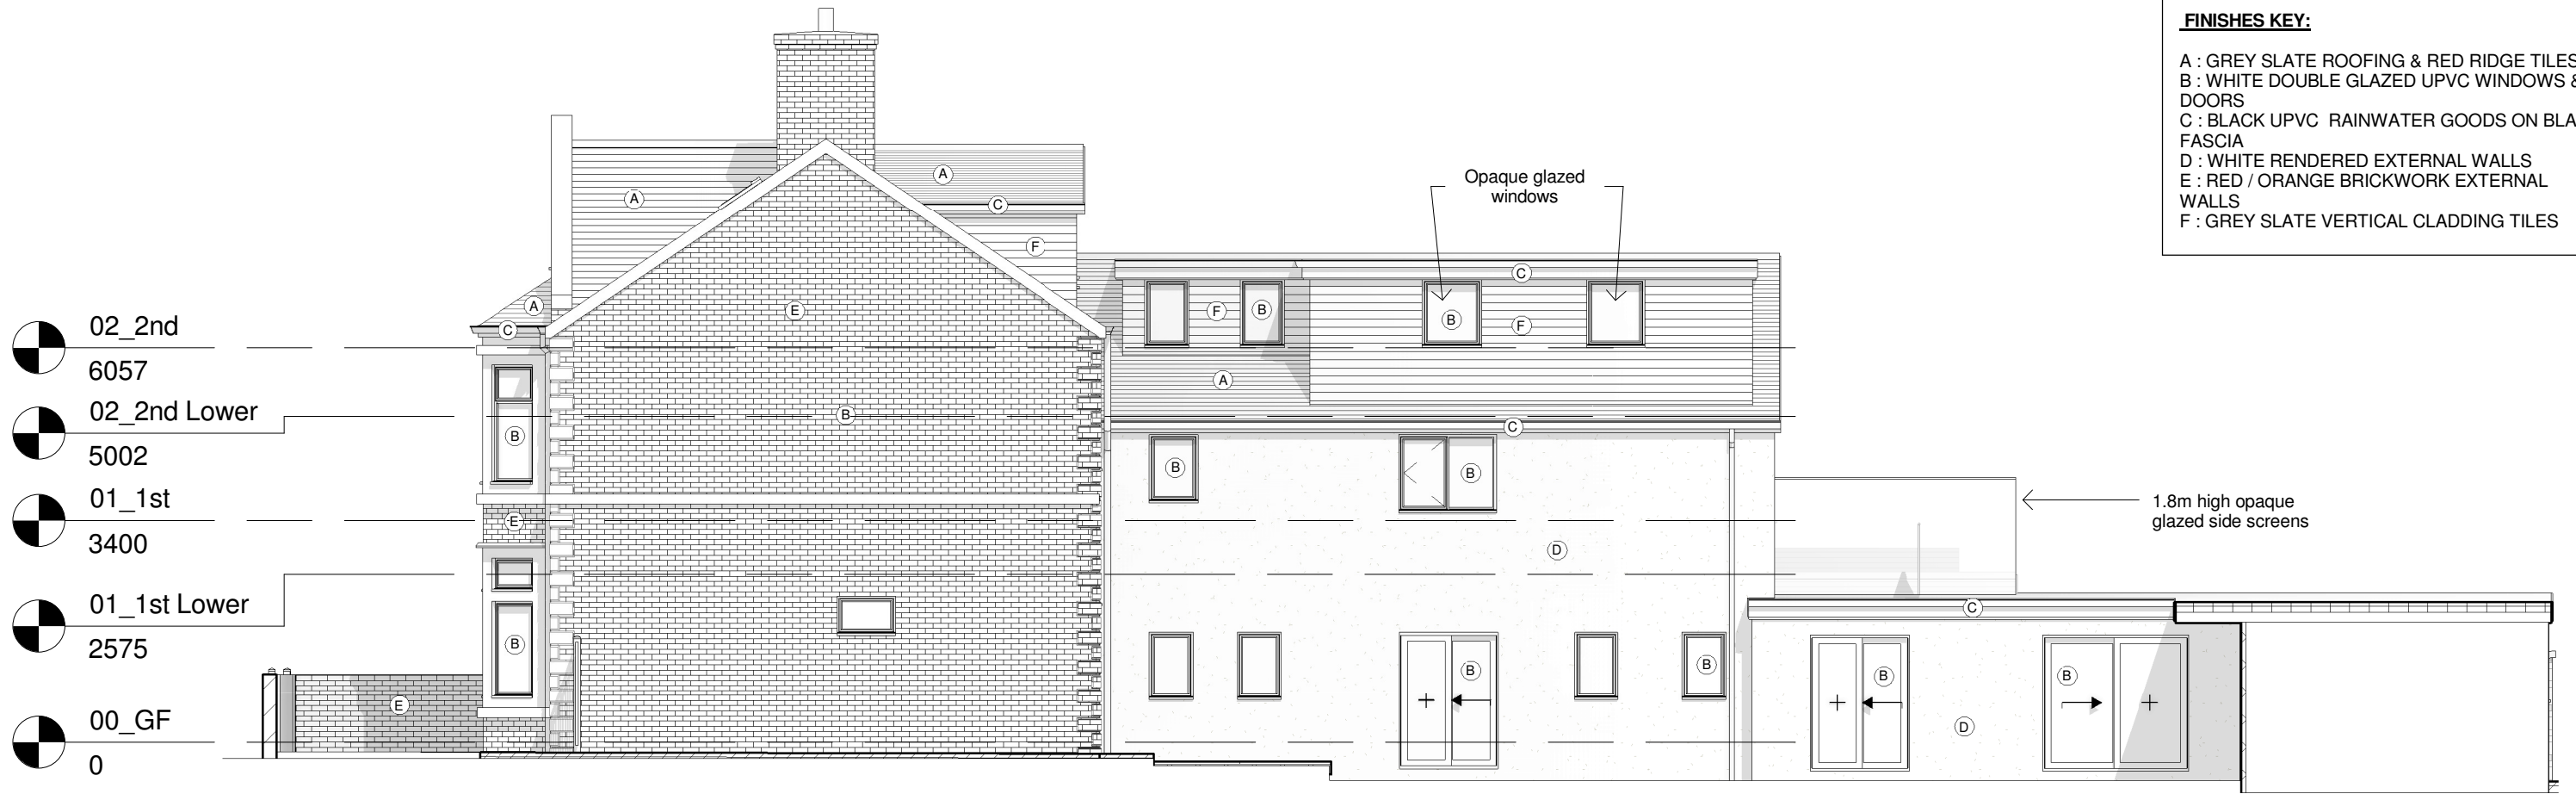 FINISHES KEY:
A : GREY SLATE ROOFING & RED RIDGE TILES
B : WHITE DOUBLE GLAZED UPVC WINDOWS &
DOORS
C : BLACK UPVC RAINWATER GOODS ON BLA
FASCIA
D : WHITE RENDERED EXTERNAL WALLS
E : RED / ORANGE BRICKWORK EXTERNAL
WALLS
F : GREY SLATE VERTICAL CLADDING TILES
Opaque glazed
windows
A
A
C
F
A
C
E
C
F
B
B
F
A
B
C
B
B
B
E
D
B
B
B
C
B
B
E
D
1.8m high opaque
glazed side screens
02_2nd
6057
02_2nd Lower
5002
01_1st
3400
01_1st Lower
2575
00_GF
0